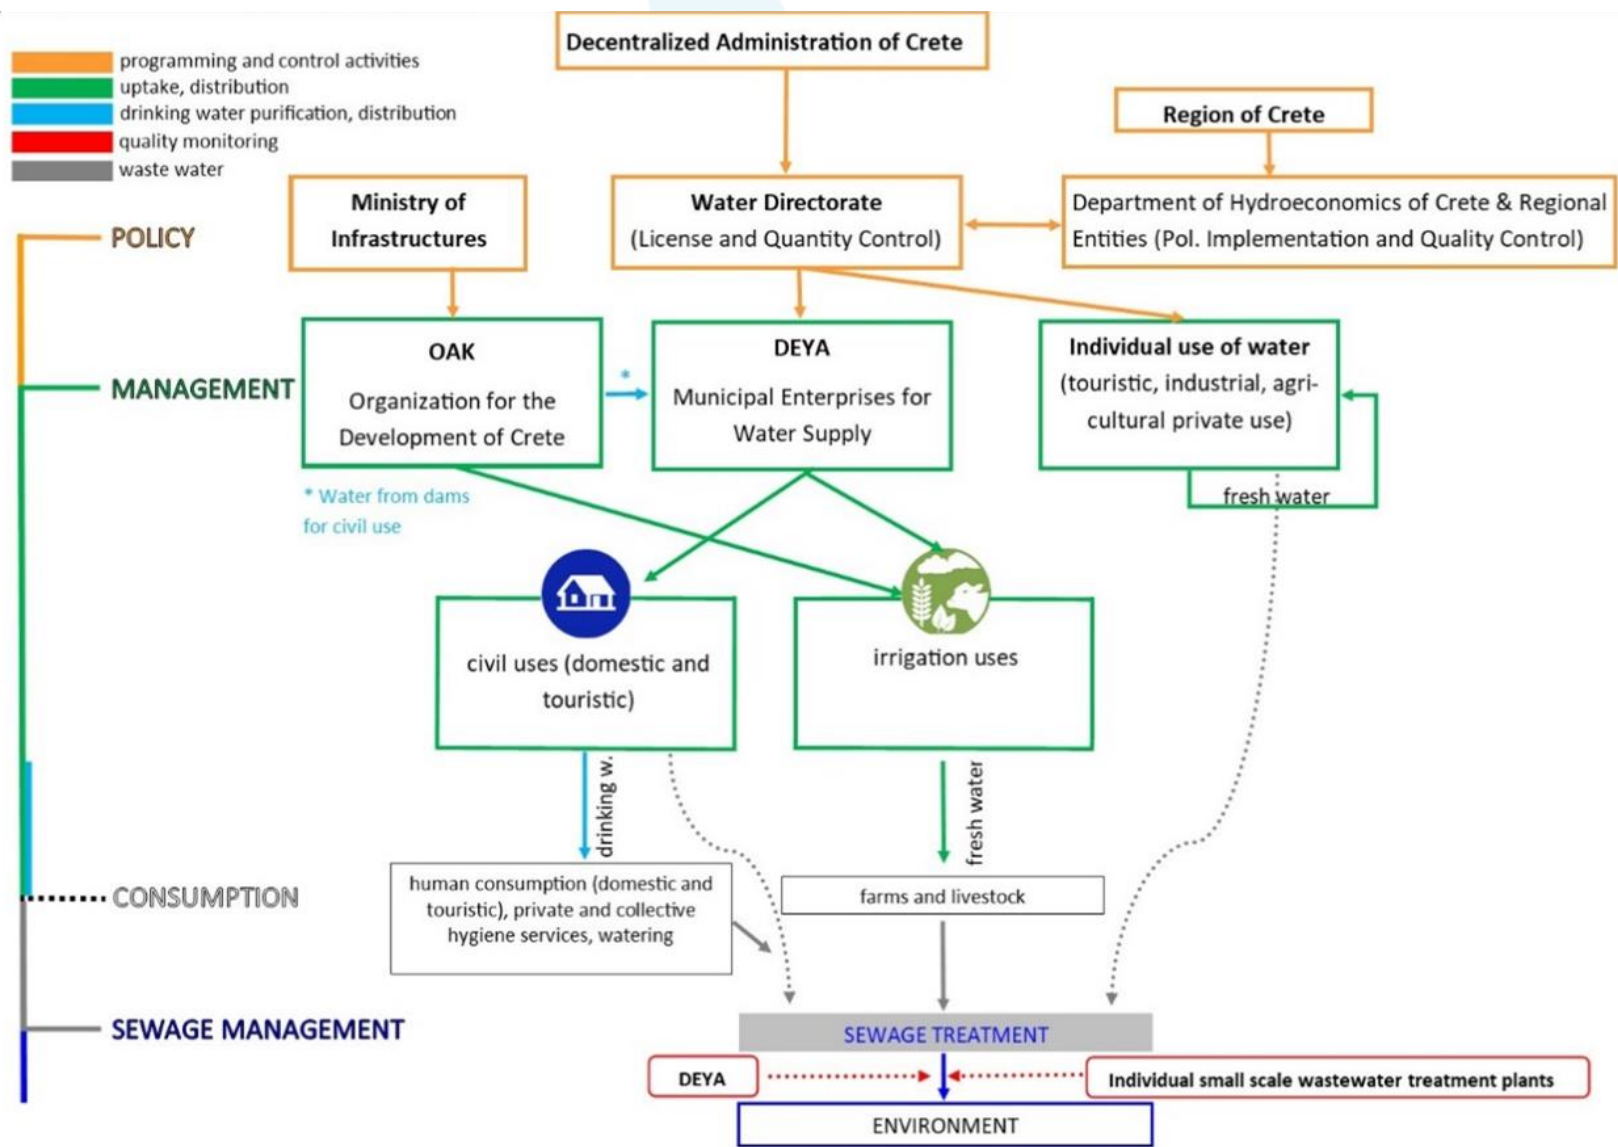 Decentralized Administration of Crete
programming and control activities
uptake, distribution
drinking water purification, distribution
quality monitoring
waste water
Region of Crete
Ministry of
Infrastructures
Water Directorate
(License and Quantity Control)
Department of Hydroeconomics of Crete & Regional
Entities (Pol. Implementation and Quality Control)
POLICY
OAK
Organization for the
Development of Crete
*
DEYA
Municipal Enterprises for
Water Supply
Individual use of water
(touristic, industrial, agri-
cultural private use)
MANAGEMENT
* Water from dams
for civil use
fresh water
civil uses (domestic and
touristic)
irrigation uses
drinking w.
fresh water
CONSUMPTION
human consumption (domestic and
touristic), private and collective
hygiene services, watering
farms and livestock
SEWAGE MANAGEMENT
SEWAGE TREATMENT
DEYA
Individual small scale wastewater treatment plants
ENVIRONMENT